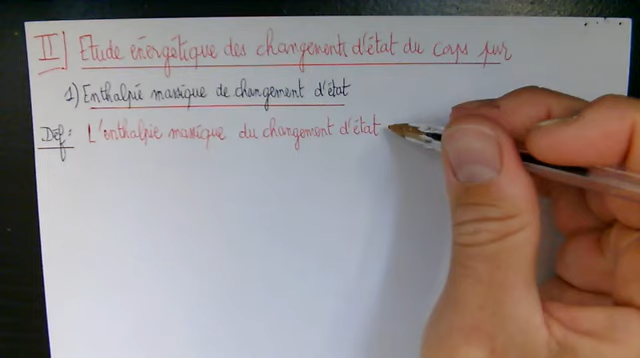 II] Etude énergétique des changements d'état du corps pur
1) Enthalpie massique de changement d'état
Def: L'enthalpie massique du changement d'état